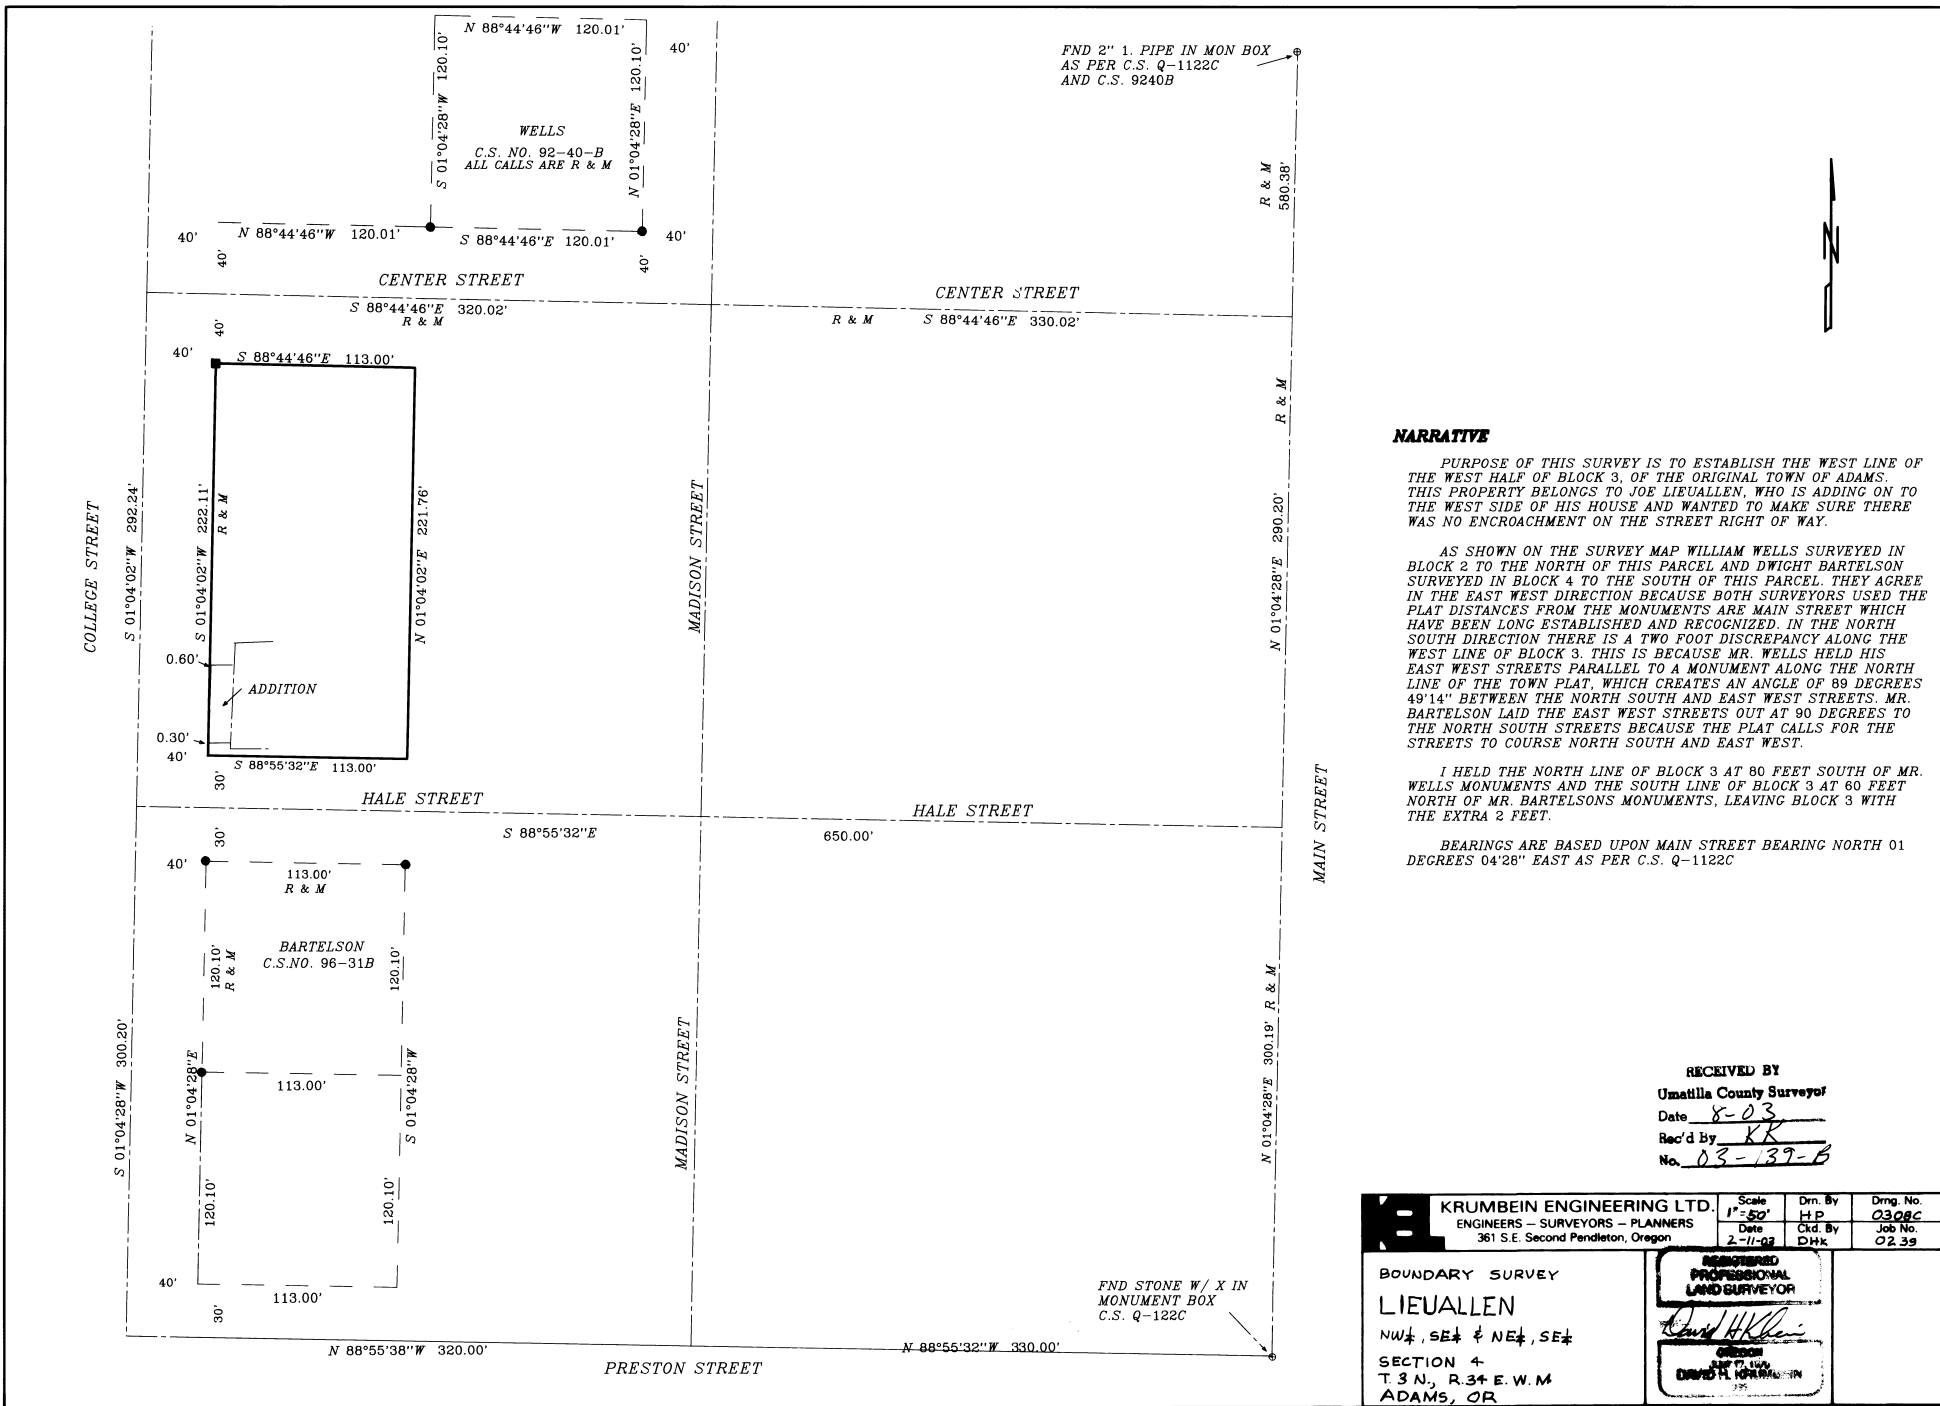 N 88°44'46"W 120.01'
S 01°04'28"W 120.10'
N 01°04'28"E 120.10'
40'
WELLS
C.S. NO. 92-40-B
ALL CALLS ARE R & M
FND 2" 1. PIPE IN MON BOX
AS PER C.S. Q-1122C
AND C.S. 9240B
R & M
580.38'
N
40'
N 88°44'46"W 120.01'
S 88°44'46"E 120.01'
40'
40'
40'
CENTER STREET
CENTER STREET
S 88°44'46"E 320.02'
R & M
R & M S 88°44'46"E 330.02'
40'
40'
S 88°44'46"E 113.00'
R & M
COLLEGE STREET
S 01°04'02"W 292.24'
S 01°04'02"W 222.11'
R & M
N 01°04'02"E 221.76'
MADISON STREET
N 01°04'28"E 290.20'
0.60'
ADDITION
0.30'
40'
S 88°55'32"E 113.00'
30'
HALE STREET
HALE STREET
S 88°55'32"E
650.00'
MAIN STREET
30'
40'
113.00'
R & M
BARTELSON
C.S.NO. 96-31B
120.10'
R & M
120.10'
113.00'
S 01°04'28"W 300.20'
N 01°04'28"E
S 01°04'28"W
MADISON STREET
N 01°04'28"E 300.19' R & M
120.10'
120.10'
40'
113.00'
30'
FND STONE W/ X IN
MONUMENT BOX
C.S. Q-122C
N 88°55'38"W 320.00'
N 88°55'32"W 330.00'
PRESTON STREET
NARRATIVE
PURPOSE OF THIS SURVEY IS TO ESTABLISH THE WEST LINE OF
THE WEST HALF OF BLOCK 3, OF THE ORIGINAL TOWN OF ADAMS.
THIS PROPERTY BELONGS TO JOE LIEUALLEN, WHO IS ADDING ON TO
THE WEST SIDE OF HIS HOUSE AND WANTED TO MAKE SURE THERE
WAS NO ENCROACHMENT ON THE STREET RIGHT OF WAY.
AS SHOWN ON THE SURVEY MAP WILLIAM WELLS SURVEYED IN
BLOCK 2 TO THE NORTH OF THIS PARCEL AND DWIGHT BARTELSON
SURVEYED IN BLOCK 4 TO THE SOUTH OF THIS PARCEL. THEY AGREE
IN THE EAST WEST DIRECTION BECAUSE BOTH SURVEYORS USED THE
PLAT DISTANCES FROM THE MONUMENTS ARE MAIN STREET WHICH
HAVE BEEN LONG ESTABLISHED AND RECOGNIZED. IN THE NORTH
SOUTH DIRECTION THERE IS A TWO FOOT DISCREPANCY ALONG THE
WEST LINE OF BLOCK 3. THIS IS BECAUSE MR. WELLS HELD HIS
EAST WEST STREETS PARALLEL TO A MONUMENT ALONG THE NORTH
LINE OF THE TOWN PLAT, WHICH CREATES AN ANGLE OF 89 DEGREES
49'14" BETWEEN THE NORTH SOUTH AND EAST WEST STREETS. MR.
BARTELSON LAID THE EAST WEST STREETS OUT AT 90 DEGREES TO
THE NORTH SOUTH STREETS BECAUSE THE PLAT CALLS FOR THE
STREETS TO COURSE NORTH SOUTH AND EAST WEST.
I HELD THE NORTH LINE OF BLOCK 3 AT 80 FEET SOUTH OF MR.
WELLS MONUMENTS AND THE SOUTH LINE OF BLOCK 3 AT 60 FEET
NORTH OF MR. BARTELSONS MONUMENTS, LEAVING BLOCK 3 WITH
THE EXTRA 2 FEET.
BEARINGS ARE BASED UPON MAIN STREET BEARING NORTH 01
DEGREES 04'28" EAST AS PER C.S. Q-1122C
RECEIVED BY
Umatilla County Surveyor
Date 8-03
Rec'd By KK
No. 03-139-B
KRUMBEIN ENGINEERING LTD.
ENGINEERS - SURVEYORS - PLANNERS
361 S.E. Second Pendleton, Oregon
Scale 1"=50'
Drn. By HP
Drng. No. 0308C
Date 2-11-03
Ckd. By DHK
Job No. 0239
BOUNDARY SURVEY
LIEUALLEN
NW¼, SE¼ & NE¼, SE¼
SECTION 4
T. 3 N., R. 34 E. W. M
ADAMS, OR
REGISTERED
PROFESSIONAL
LAND SURVEYOR
OREGON
DAVID H. KRUMBEIN